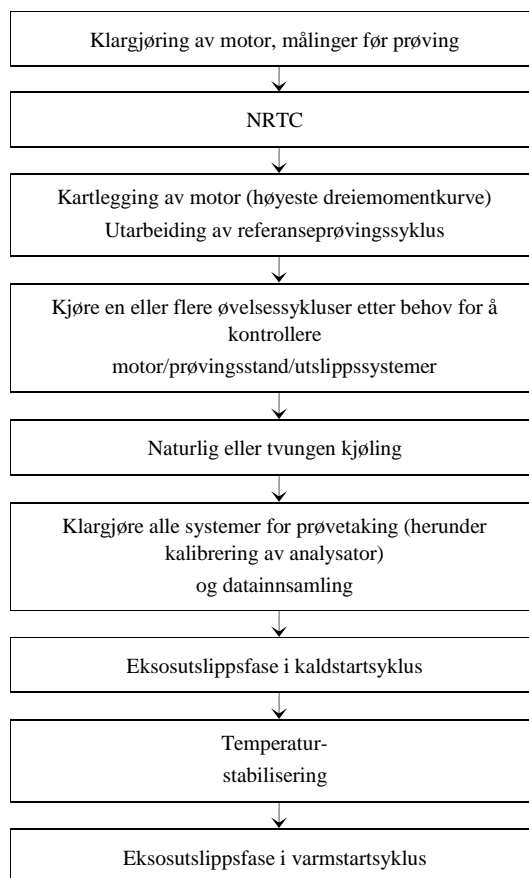 Klargjøring av motor, målinger før prøving
NRTC
Kartlegging av motor (høyeste dreiemomentkurve)
Utarbeiding av referanseprøvingssyklus
Kjøre en eller flere øvelsessykluser etter behov for å
kontrollere
motor/prøvingsstand/utslippssystemer
Naturlig eller tvungen kjøling
Klargjøre alle systemer for prøvetaking (herunder
kalibrering av analysator)
og datainnsamling
Eksosutslippsfase i kaldstartsyklus
Temperatur-
stabilisering
Eksosutslippsfase i varmstartsyklus